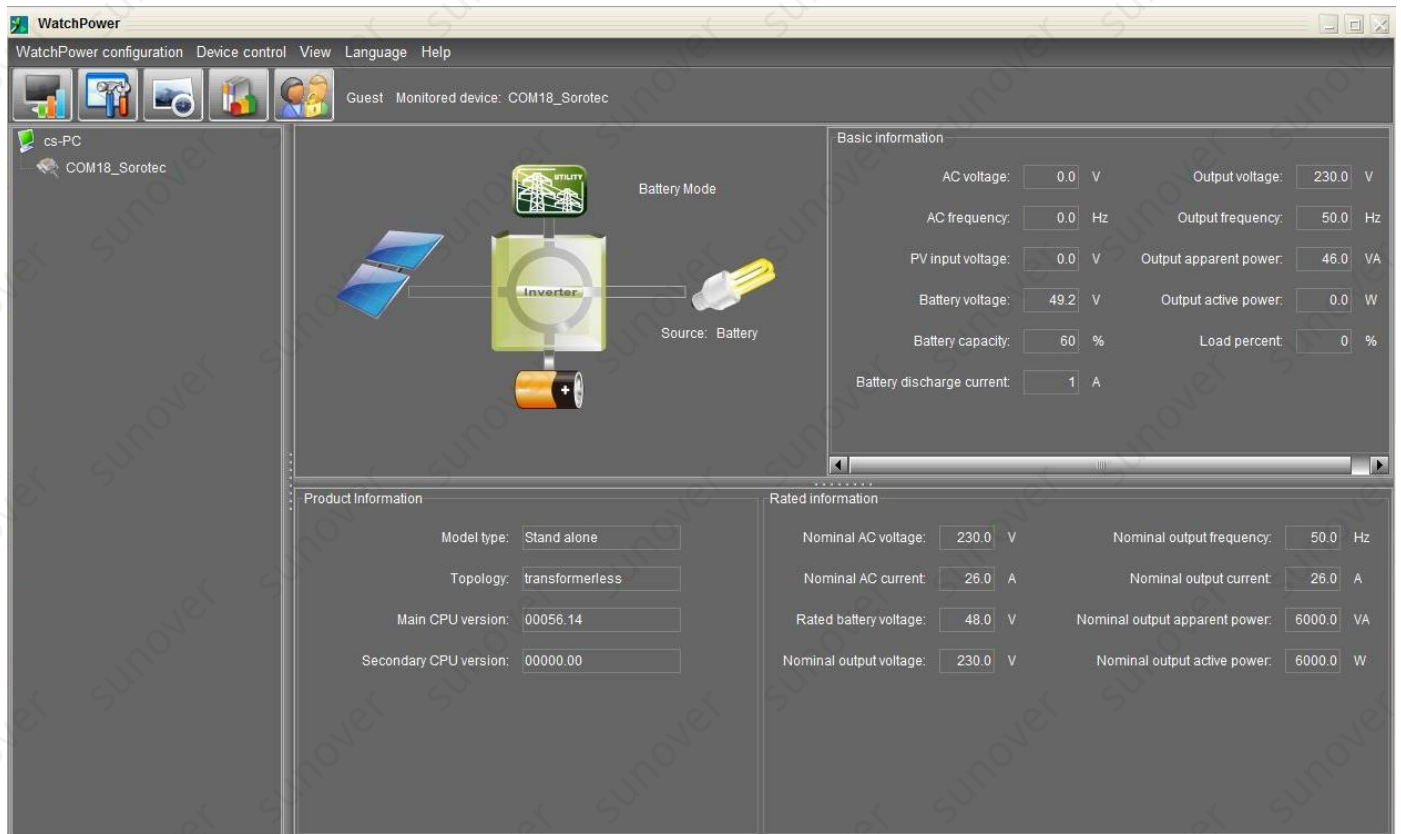 WatchPower
WatchPower configuration Device control View Language Help
Guest Monitored device: COM18_Sorotec
cs-PC
COM18_Sorotec
UTILITY
Battery Mode
Inverter
Source: Battery
Basic information
AC voltage: 0.0 V Output voltage: 230.0 V
AC frequency: 0.0 Hz Output frequency: 50.0 Hz
PV input voltage: 0.0 V Output apparent power: 46.0 VA
Battery voltage: 49.2 V Output active power: 0.0 W
Battery capacity: 60 % Load percent: 0 %
Battery discharge current: 1 A
Product Information
Model type: Stand alone
Topology: transformerless
Main CPU version: 00056.14
Secondary CPU version: 00000.00
Rated information
Nominal AC voltage: 230.0 V Nominal output frequency: 50.0 Hz
Nominal AC current: 26.0 A Nominal output current: 26.0 A
Rated battery voltage: 48.0 V Nominal output apparent power: 6000.0 VA
Nominal output voltage: 230.0 V Nominal output active power: 6000.0 W
sunover